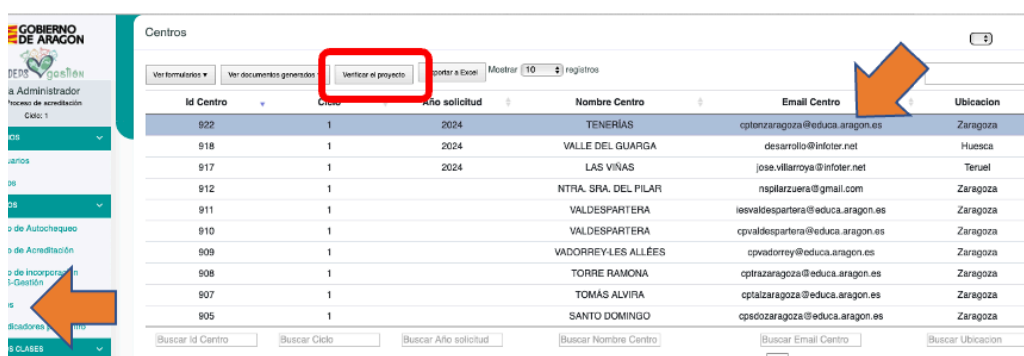 GOBIERNO
DE ARAGON
Centros
gestión
Administrador
Proceso de acreditación
Ciclo: 1
Ver formularios ▾ Ver documentos generados Verificar el proyecto Exportar a Excel Mostrar 10 registros
Id Centro Ciclo Año solicitud Nombre Centro Email Centro Ubicacion
922 1 2024 TENERÍAS cptenzaragoza@educa.aragon.es Zaragoza
918 1 2024 VALLE DEL GUARGA desarrollo@infoter.net Huesca
917 1 2024 LAS VIÑAS jose.villarroya@infoter.net Teruel
912 1 NTRA. SRA. DEL PILAR nspilarzuera@gmail.com Zaragoza
911 1 VALDESPARTERA iesvaldespartera@educa.aragon.es Zaragoza
910 1 VALDESPARTERA cpvaldespartera@educa.aragon.es Zaragoza
909 1 VADORREY-LES ALLÉES cpvadorrey@educa.aragon.es Zaragoza
908 1 TORRE RAMONA cptrazaragoza@educa.aragon.es Zaragoza
907 1 TOMÁS ALVIRA cptalzaragoza@educa.aragon.es Zaragoza
905 1 SANTO DOMINGO cpsdozaragoza@educa.aragon.es Zaragoza
Buscar Id Centro Buscar Ciclo Buscar Año solicitud Buscar Nombre Centro Buscar Email Centro Buscar Ubicacion
de Autochequeo
de Acreditación
de incorporación
S-Gestión
CLASES